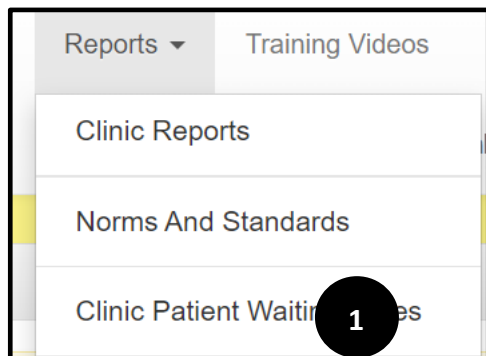 Reports Training Videos
Clinic Reports
Norms And Standards
Clinic Patient
1